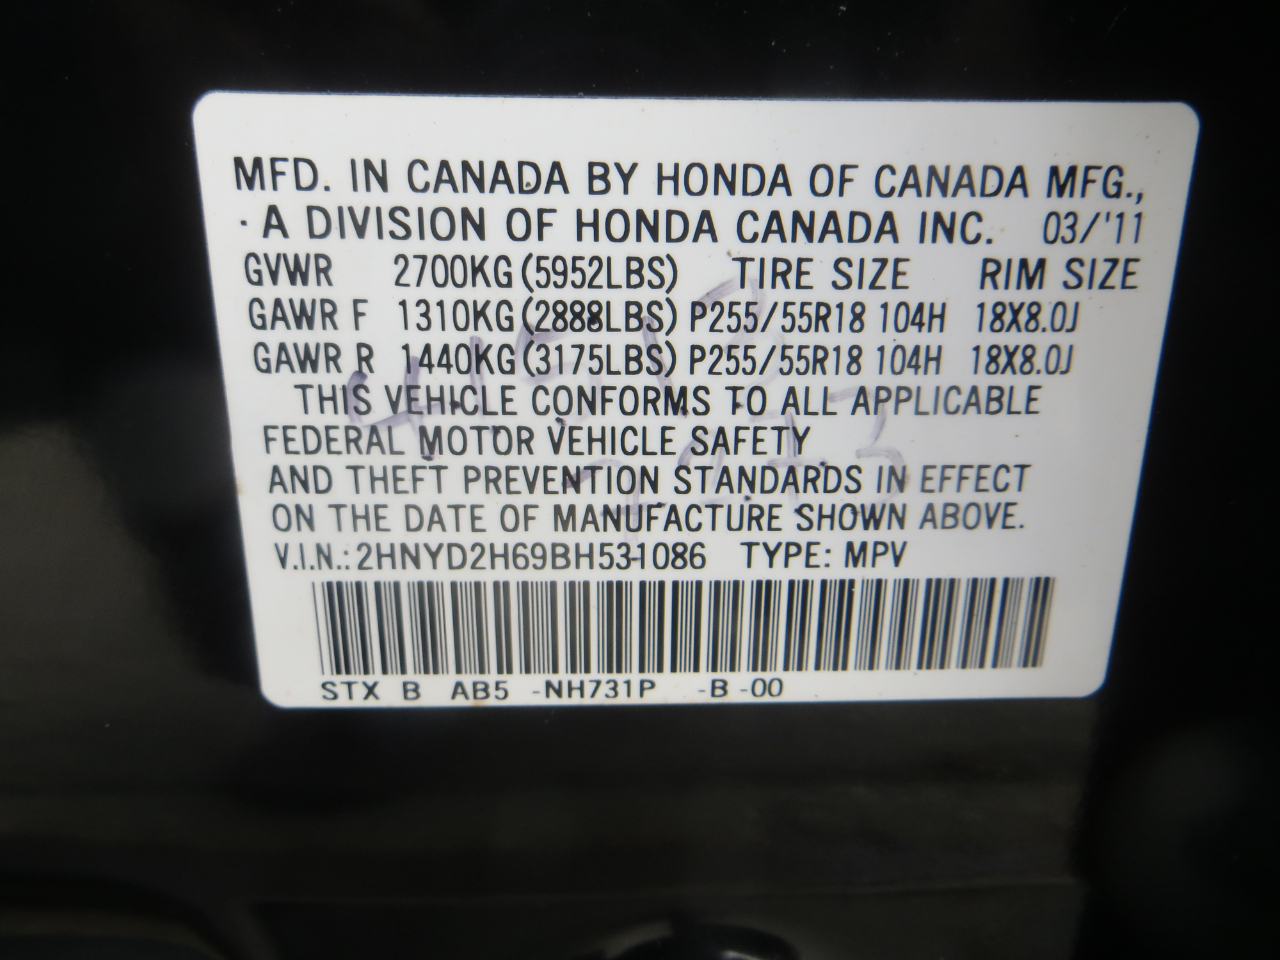 MFD. IN CANADA BY HONDA OF CANADA MFG.,
A DIVISION OF HONDA CANADA INC. 03/'11
GVWR 2700KG(5952LBS) TIRE SIZE RIM SIZE
GAWR F 1310KG(2888LBS) P255/55R18 104H 18X8.0J
GAWR R 1440KG(3175LBS) P255/55R18 104H 18X8.0J
THIS VEHICLE CONFORMS TO ALL APPLICABLE
FEDERAL MOTOR VEHICLE SAFETY
AND THEFT PREVENTION STANDARDS IN EFFECT
ON THE DATE OF MANUFACTURE SHOWN ABOVE.
V.I.N.: 2HNYD2H69BH531086 TYPE: MPV
STX B AB5 -NH731P -B -00